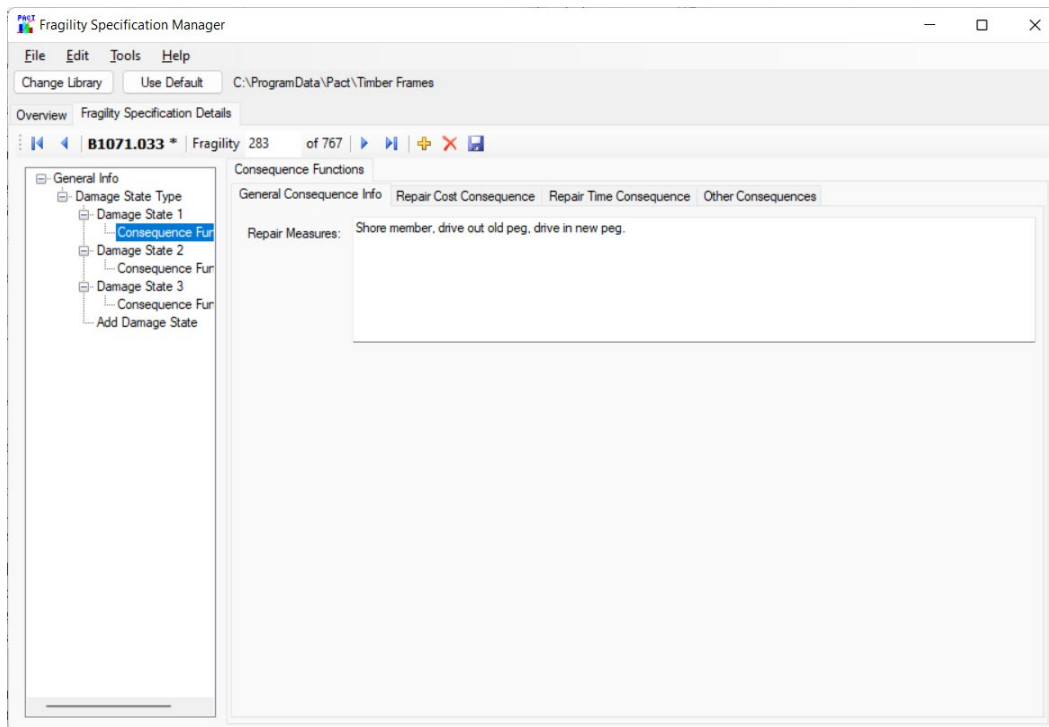 PACT Fragility Specification Manager
File Edit Tools Help
Change Library Use Default C:\ProgramData\Pact\Timber Frames
Overview Fragility Specification Details
B1071.033 * Fragility 283 of 767
General Info
Damage State Type
Damage State 1
Consequence Fur
Damage State 2
Consequence Fur
Damage State 3
Consequence Fur
Add Damage State
Consequence Functions
General Consequence Info Repair Cost Consequence Repair Time Consequence Other Consequences
Repair Measures: Shore member, drive out old peg, drive in new peg.